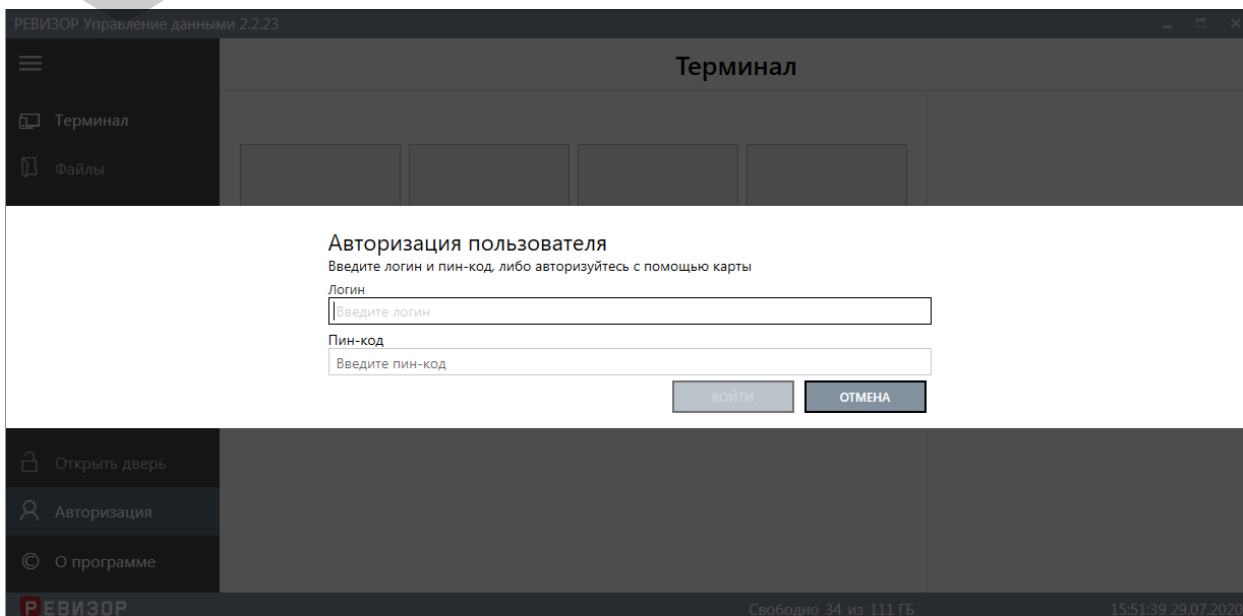 РЕВИЗОР Управление данными 2.2.23
Терминал
Терминал
Файлы
Авторизация пользователя
Введите логин и пин-код, либо авторизуйтесь с помощью карты
Логин
Введите логин
Пин-код
Введите пин-код
ВОЙТИ ОТМЕНА
Открыть дверь
Авторизация
© О программе
РЕВИЗОР Свободно 34 из 111 ГБ 15:51:39 29.07.2020